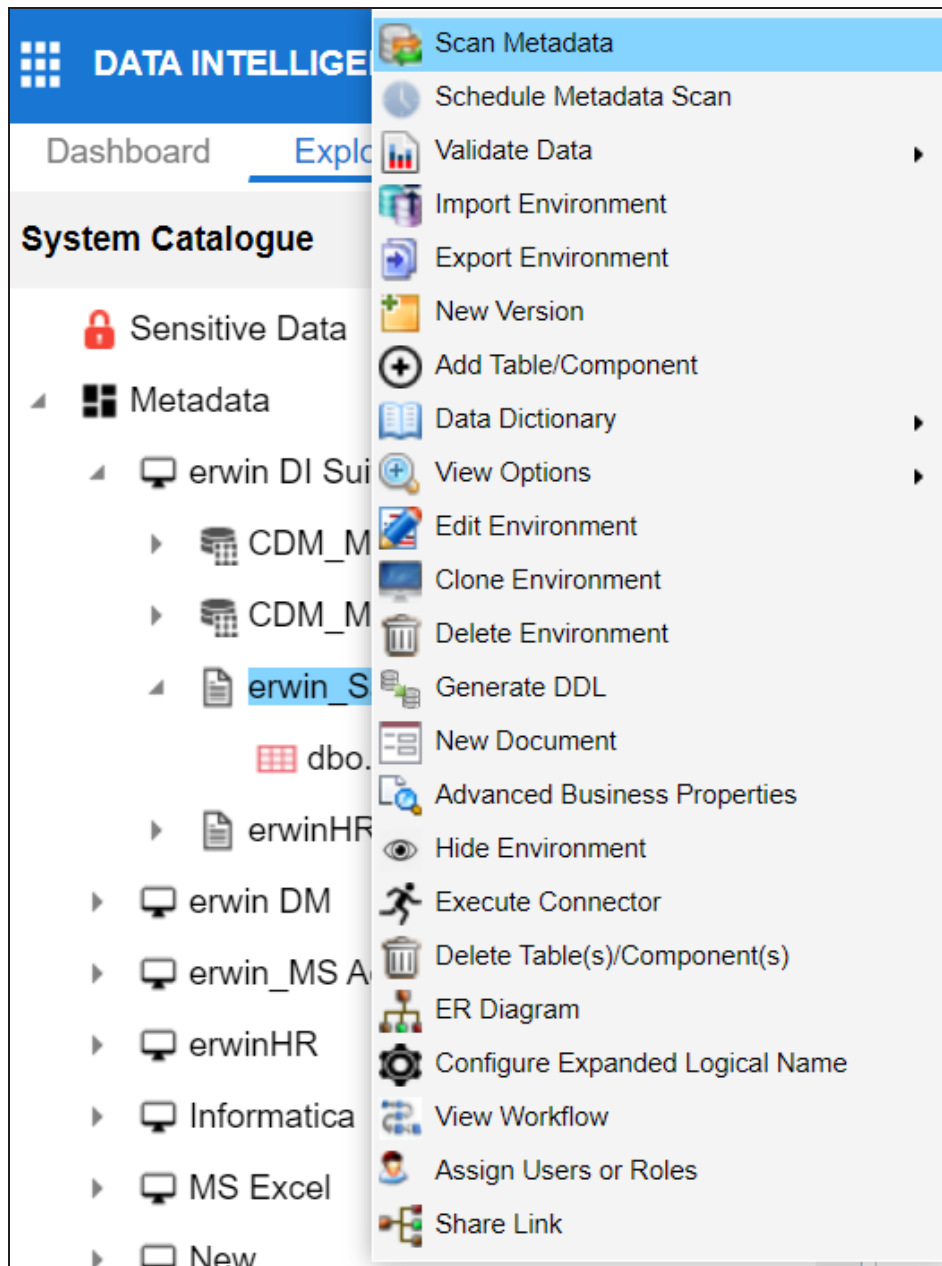 DATA INTELLIGE
Dashboard
Explo
System Catalogue
Sensitive Data
Metadata
erwin DI Sui
CDM_M
CDM_M
erwin_S
dbo.
erwinHR
erwin DM
erwin_MS A
erwinHR
Informatica
MS Excel
New
Scan Metadata
Schedule Metadata Scan
Validate Data
Import Environment
Export Environment
New Version
Add Table/Component
Data Dictionary
View Options
Edit Environment
Clone Environment
Delete Environment
Generate DDL
New Document
Advanced Business Properties
Hide Environment
Execute Connector
Delete Table(s)/Component(s)
ER Diagram
Configure Expanded Logical Name
View Workflow
Assign Users or Roles
Share Link